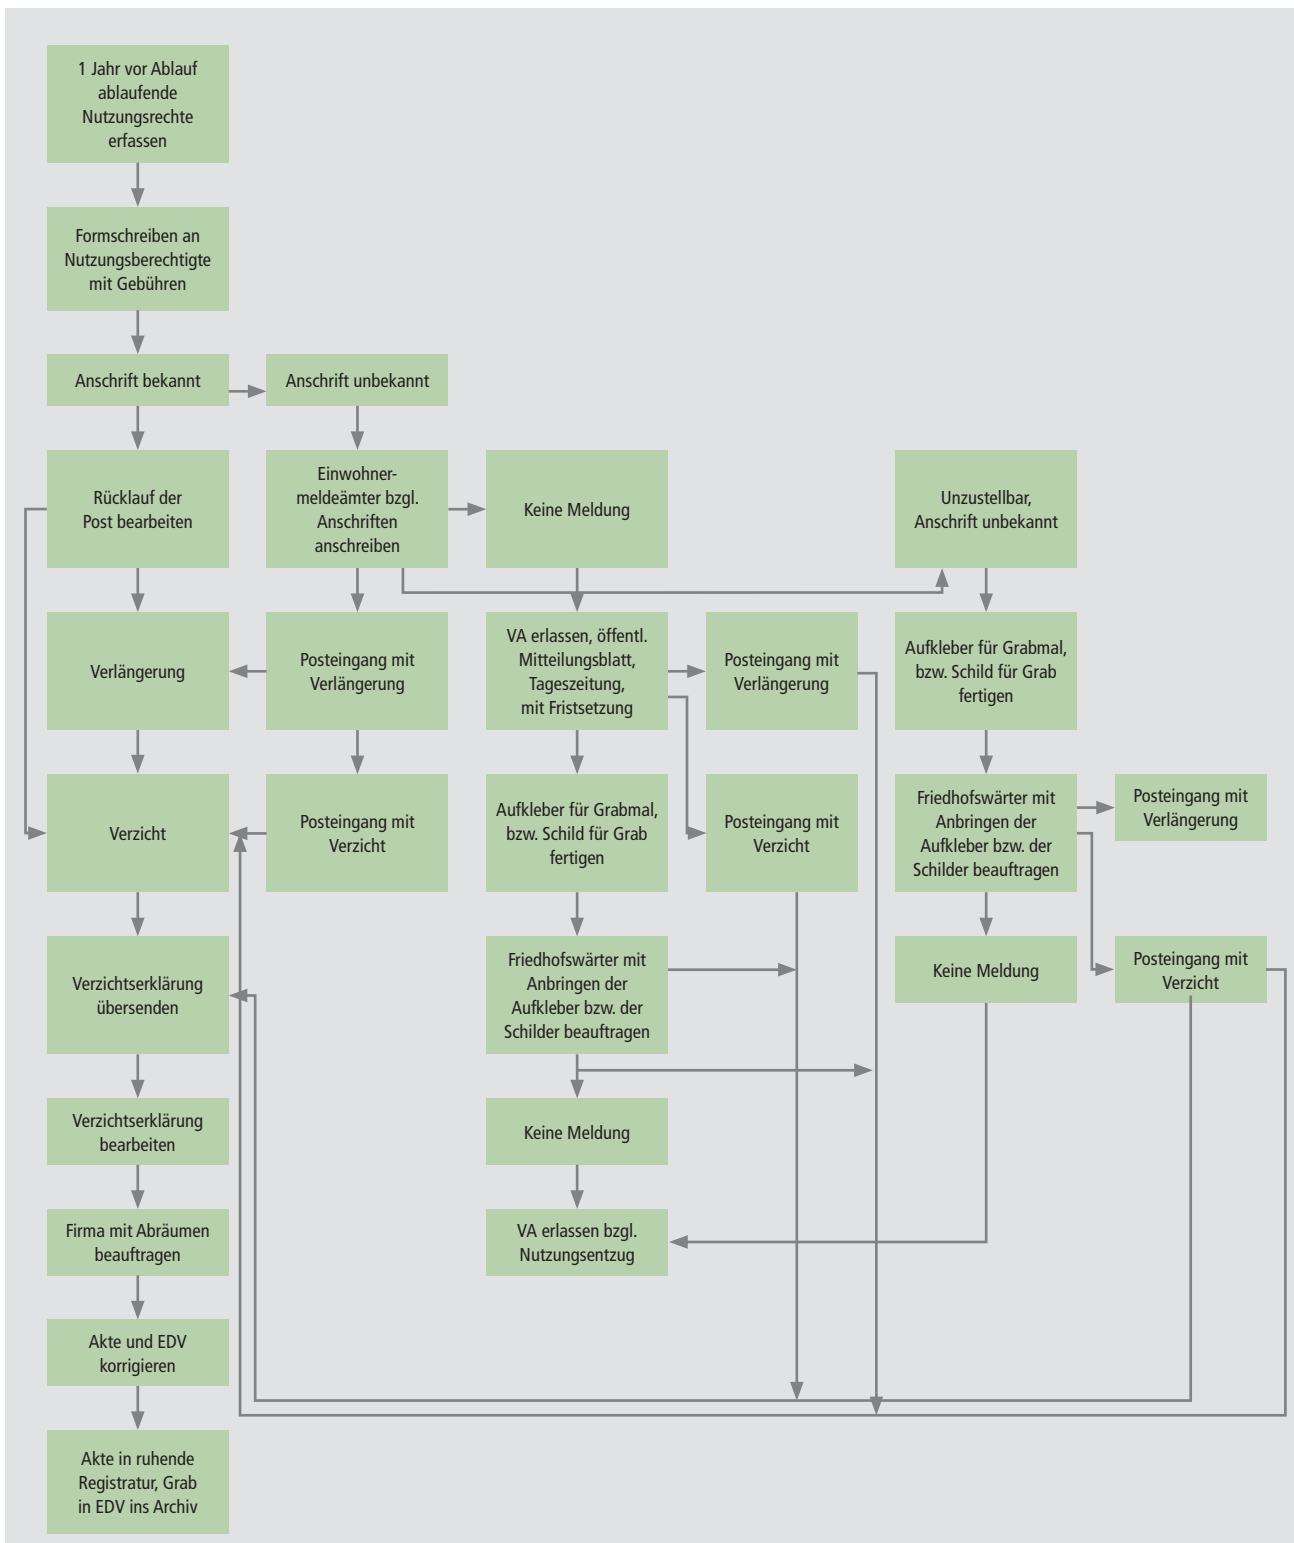 1 Jahr vor Ablauf
ablaufende
Nutzungsrechte
erfassen
Formschreiben an
Nutzungsberechtigte
mit Gebühren
Anschrift bekannt
Anschrift unbekannt
Rücklauf der
Post bearbeiten
Einwohner-
meldeämter bzgl.
Anschriften
anschreiben
Keine Meldung
Unzustellbar,
Anschrift unbekannt
Verlängerung
Posteingang mit
Verlängerung
VA erlassen, öffentl.
Mitteilungsblatt,
Tageszeitung,
mit Fristsetzung
Posteingang mit
Verlängerung
Aufkleber für Grabmal,
bzw. Schild für Grab
fertigen
Verzicht
Posteingang mit
Verzicht
Aufkleber für Grabmal,
bzw. Schild für Grab
fertigen
Posteingang mit
Verzicht
Friedhofswärter mit
Anbringen der
Aufkleber bzw. der
Schilder beauftragen
Posteingang mit
Verlängerung
Verzichtserklärung
übersenden
Friedhofswärter mit
Anbringen der
Aufkleber bzw. der
Schilder beauftragen
Keine Meldung
Posteingang mit
Verzicht
Verzichtserklärung
bearbeiten
Keine Meldung
Firma mit Abräumen
beauftragen
VA erlassen bzgl.
Nutzungsentzug
Akte und EDV
korrigieren
Akte in ruhende
Registratur, Grab
in EDV ins Archiv